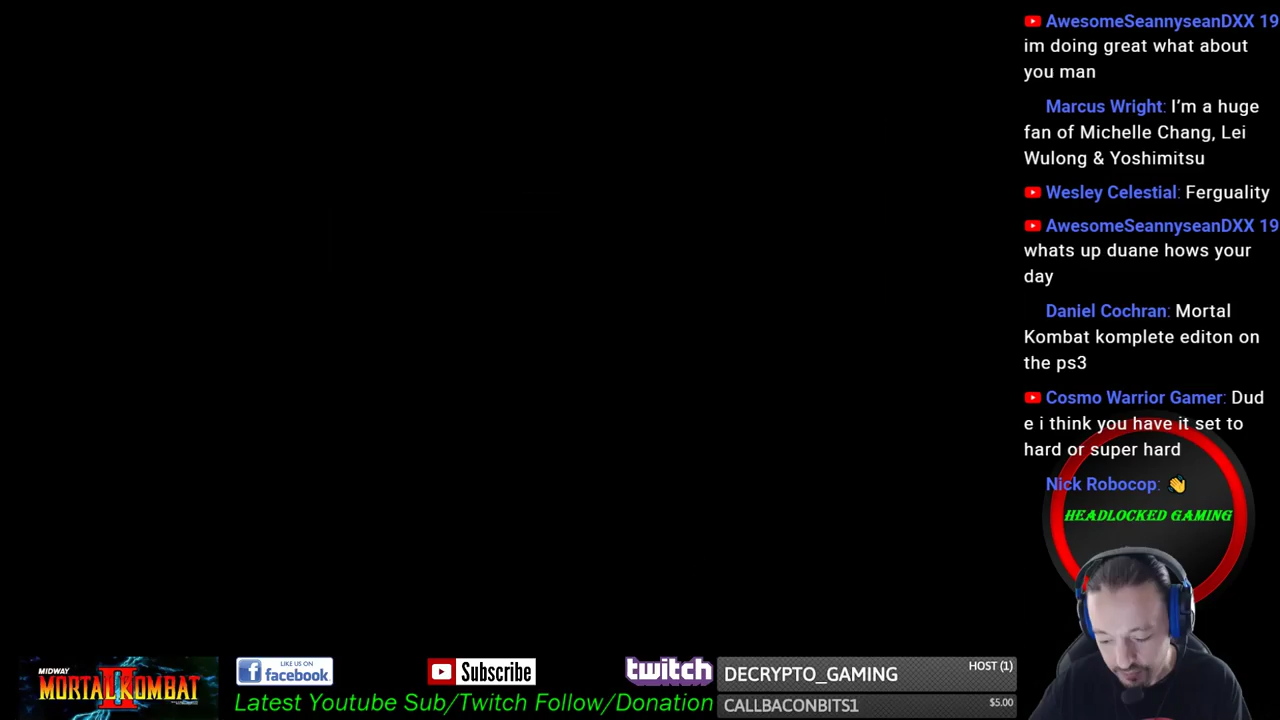 AwesomeSeannyseanDXX 19
im doing great what about
you man
Marcus Wright: I’m a huge
fan of Michelle Chang, Lei
Wulong & Yoshimitsu
Wesley Celestial: Ferguality
AwesomeSeannyseanDXX 19
whats up duane hows your
day
Daniel Cochran: Mortal
Kombat komplete editon on
the ps3
Cosmo Warrior Gamer: Dud
e i think you have it set to
hard or super hard
Nick Robocop: 👋
HEADLOCKED GAMING
MIDWAY
MORTAL KOMBAT
II
LIKE US ON
facebook
Subscribe
twitch
DECRYPTO_GAMING
HOST (1)
Latest Youtube Sub/Twitch Follow/Donation
CALLBACONBITS1
$5.00